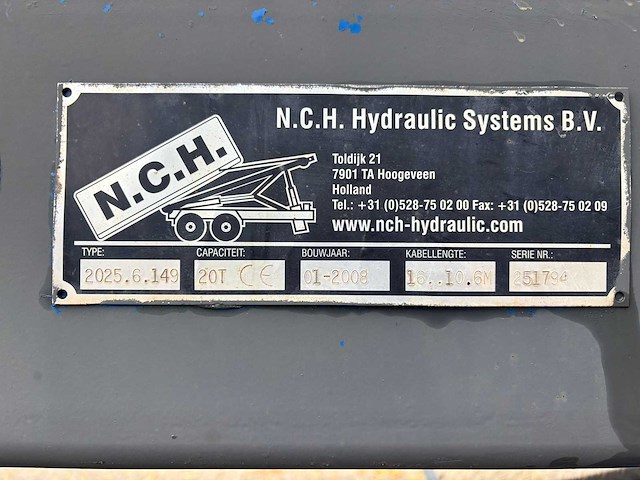 N.C.H. Hydraulic Systems B.V.
N.C.H.
Toldijk 21
7901 TA Hoogeveen
Holland
Tel.: +31 (0)528-75 02 00 Fax: +31 (0)528-75 02 09
www.nch-hydraulic.com
TYPE: CAPACITEIT: BOUWJAAR: KABELLENGTE: SERIE NR.:
2025.6.149 20T CE 01-2008